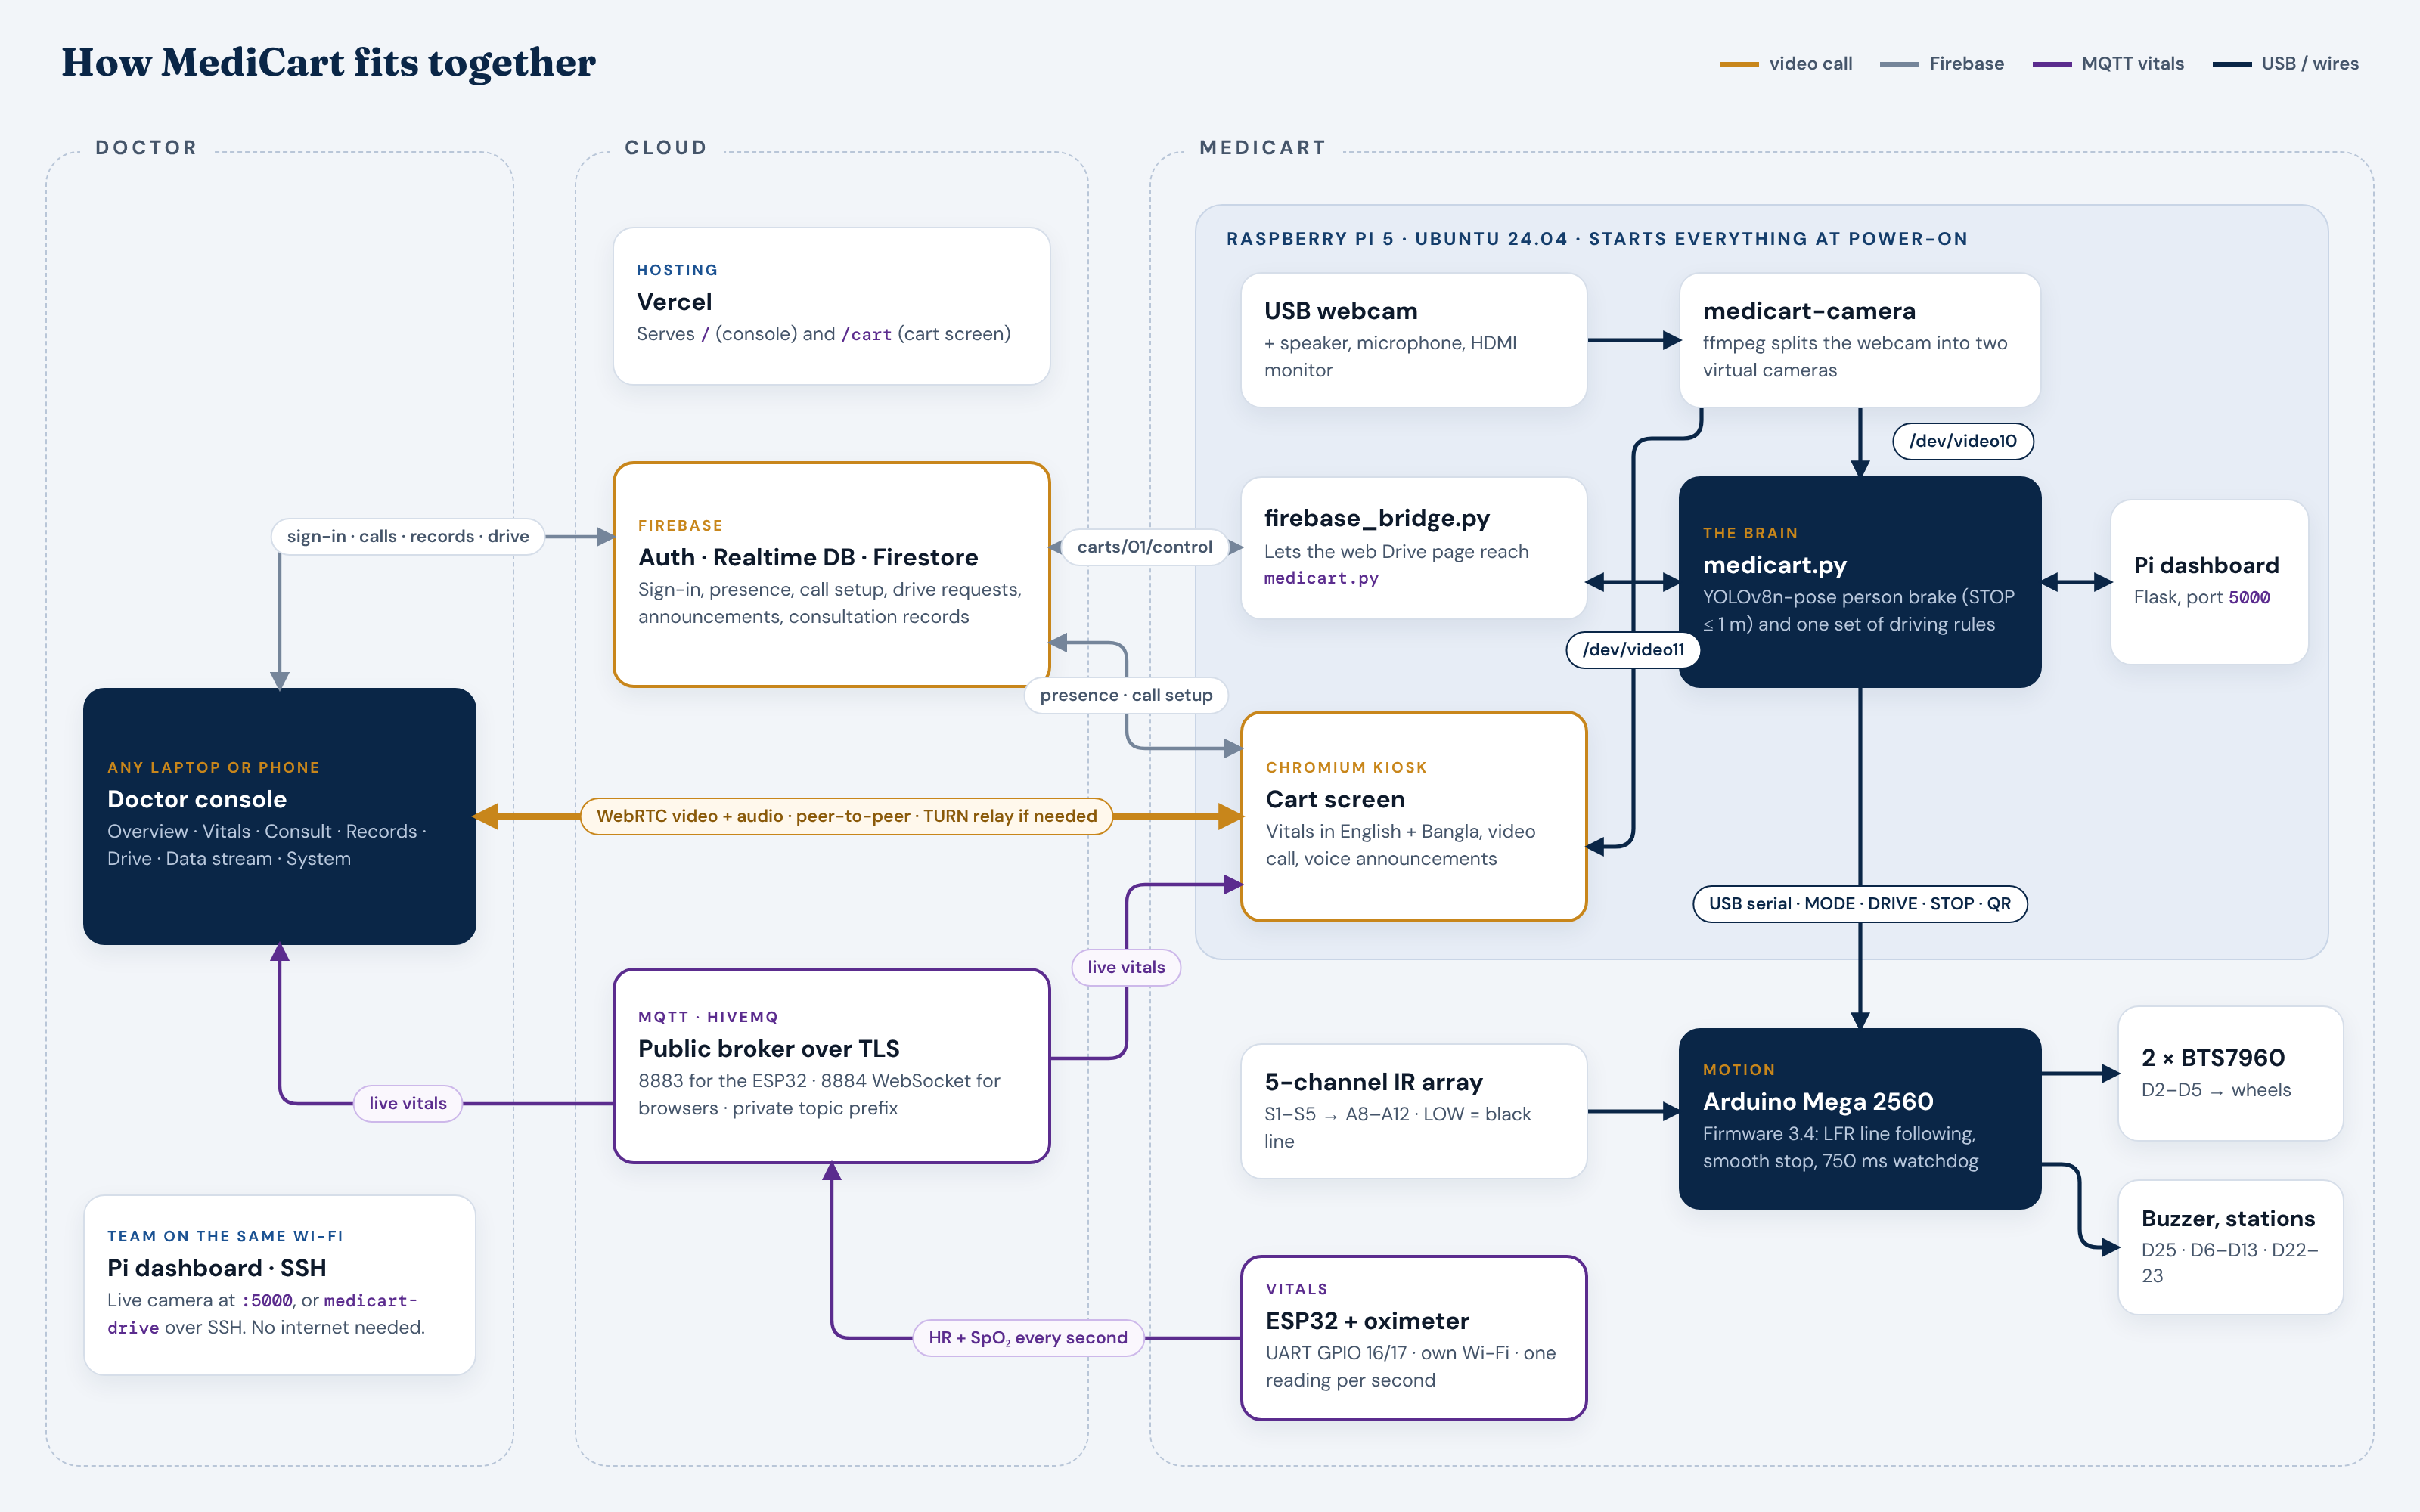 How MediCart fits together
video call
Firebase
MQTT vitals
USB / wires
DOCTOR
CLOUD
MEDICART
HOSTING
Vercel
Serves / (console) and /cart (cart screen)
RASPBERRY PI 5 · UBUNTU 24.04 · STARTS EVERYTHING AT POWER-ON
USB webcam
+ speaker, microphone, HDMI
monitor
medicart-camera
ffmpeg splits the webcam into two
virtual cameras
/dev/video10
sign-in · calls · records · drive
FIREBASE
Auth · Realtime DB · Firestore
Sign-in, presence, call setup, drive requests,
announcements, consultation records
carts/01/control
firebase_bridge.py
Lets the web Drive page reach
medicart.py
THE BRAIN
medicart.py
YOLOv8n-pose person brake (STOP
≤ 1 m) and one set of driving rules
Pi dashboard
Flask, port 5000
/dev/video11
presence · call setup
ANY LAPTOP OR PHONE
Doctor console
Overview · Vitals · Consult · Records ·
Drive · Data stream · System
WebRTC video + audio · peer-to-peer · TURN relay if needed
CHROMIUM KIOSK
Cart screen
Vitals in English + Bangla, video
call, voice announcements
USB serial · MODE · DRIVE · STOP · QR
live vitals
MQTT · HIVEMQ
Public broker over TLS
8883 for the ESP32 · 8884 WebSocket for
browsers · private topic prefix
live vitals
5-channel IR array
S1–S5 → A8–A12 · LOW = black
line
MOTION
Arduino Mega 2560
Firmware 3.4: LFR line following,
smooth stop, 750 ms watchdog
2 × BTS7960
D2–D5 → wheels
Buzzer, stations
D25 · D6–D13 · D22–
23
TEAM ON THE SAME WI-FI
Pi dashboard · SSH
Live camera at :5000, or medicart-
drive over SSH. No internet needed.
HR + SpO₂ every second
VITALS
ESP32 + oximeter
UART GPIO 16/17 · own Wi-Fi · one
reading per second